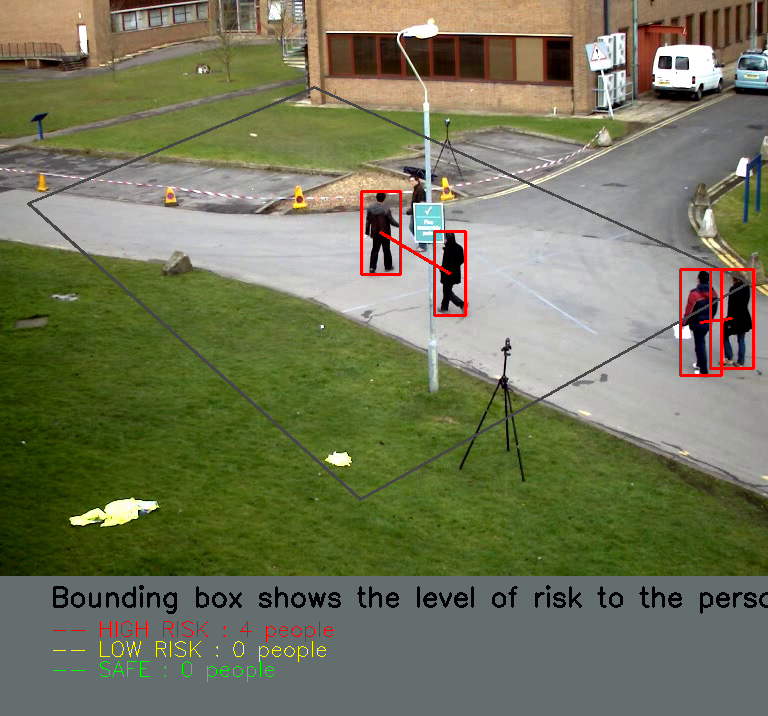 Bounding box shows the level of risk to the perso
-- HIGH RISK : 4 people
-- LOW RISK : 0 people
-- SAFE : 0 people